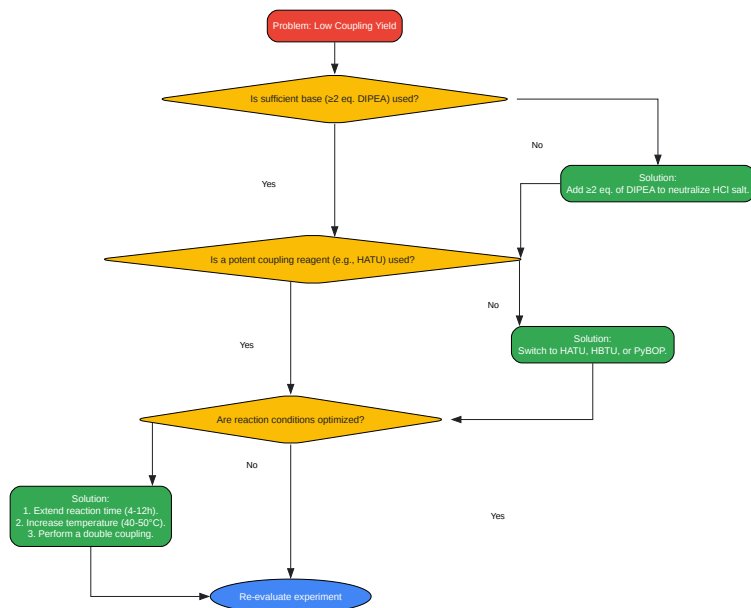 Problem: Low Coupling Yield
Is sufficient base (≥2 eq. DIPEA) used?
No
Yes
Solution:
Add ≥2 eq. of DIPEA to neutralize HCl salt.
Is a potent coupling reagent (e.g., HATU) used?
No
Yes
Solution:
Switch to HATU, HBTU, or PyBOP.
Are reaction conditions optimized?
No
Solution:
1. Extend reaction time (4-12h).
2. Increase temperature (40-50°C).
3. Perform a double coupling.
Yes
Re-evaluate experiment